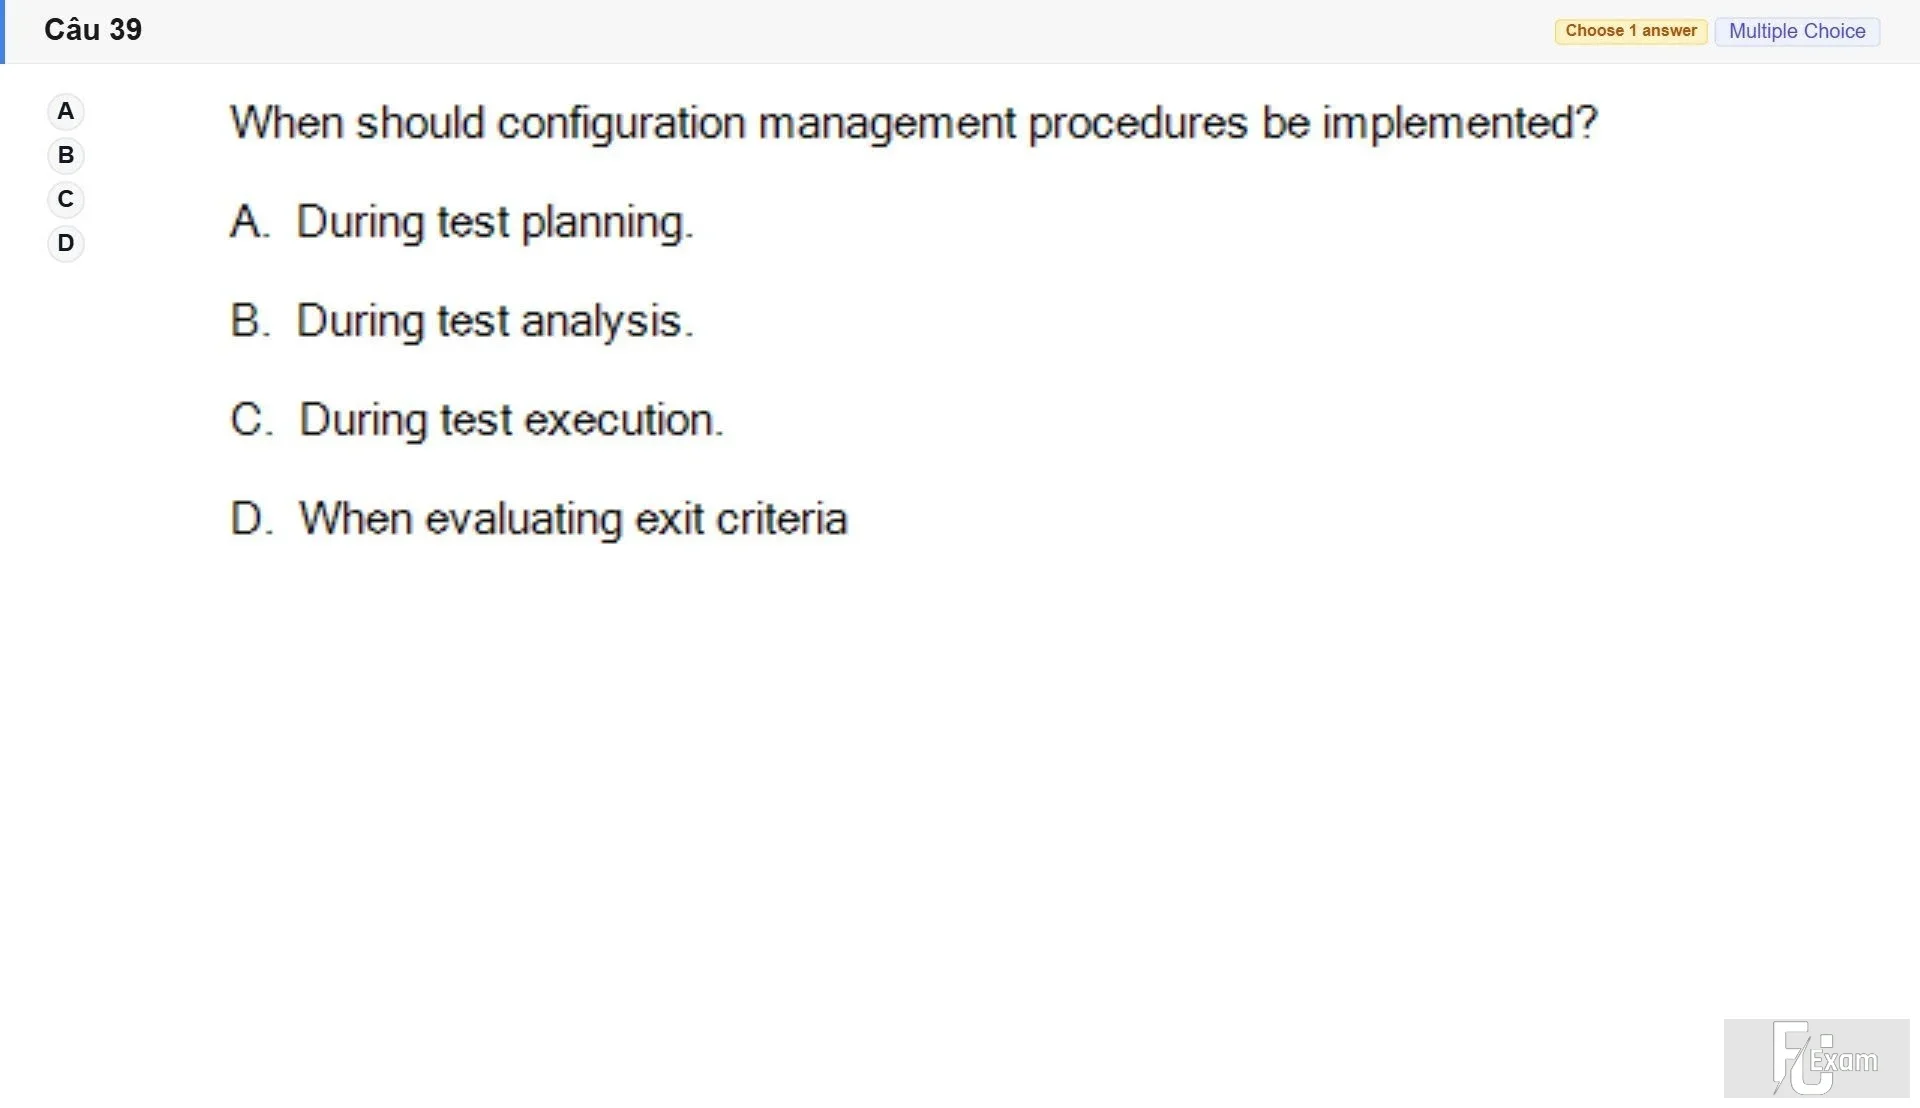 Câu 39
Choose 1 answer
Multiple Choice
A
B
C
D
When should configuration management procedures be implemented?
A. During test planning.
B. During test analysis.
C. During test execution.
D. When evaluating exit criteria
FU Exam